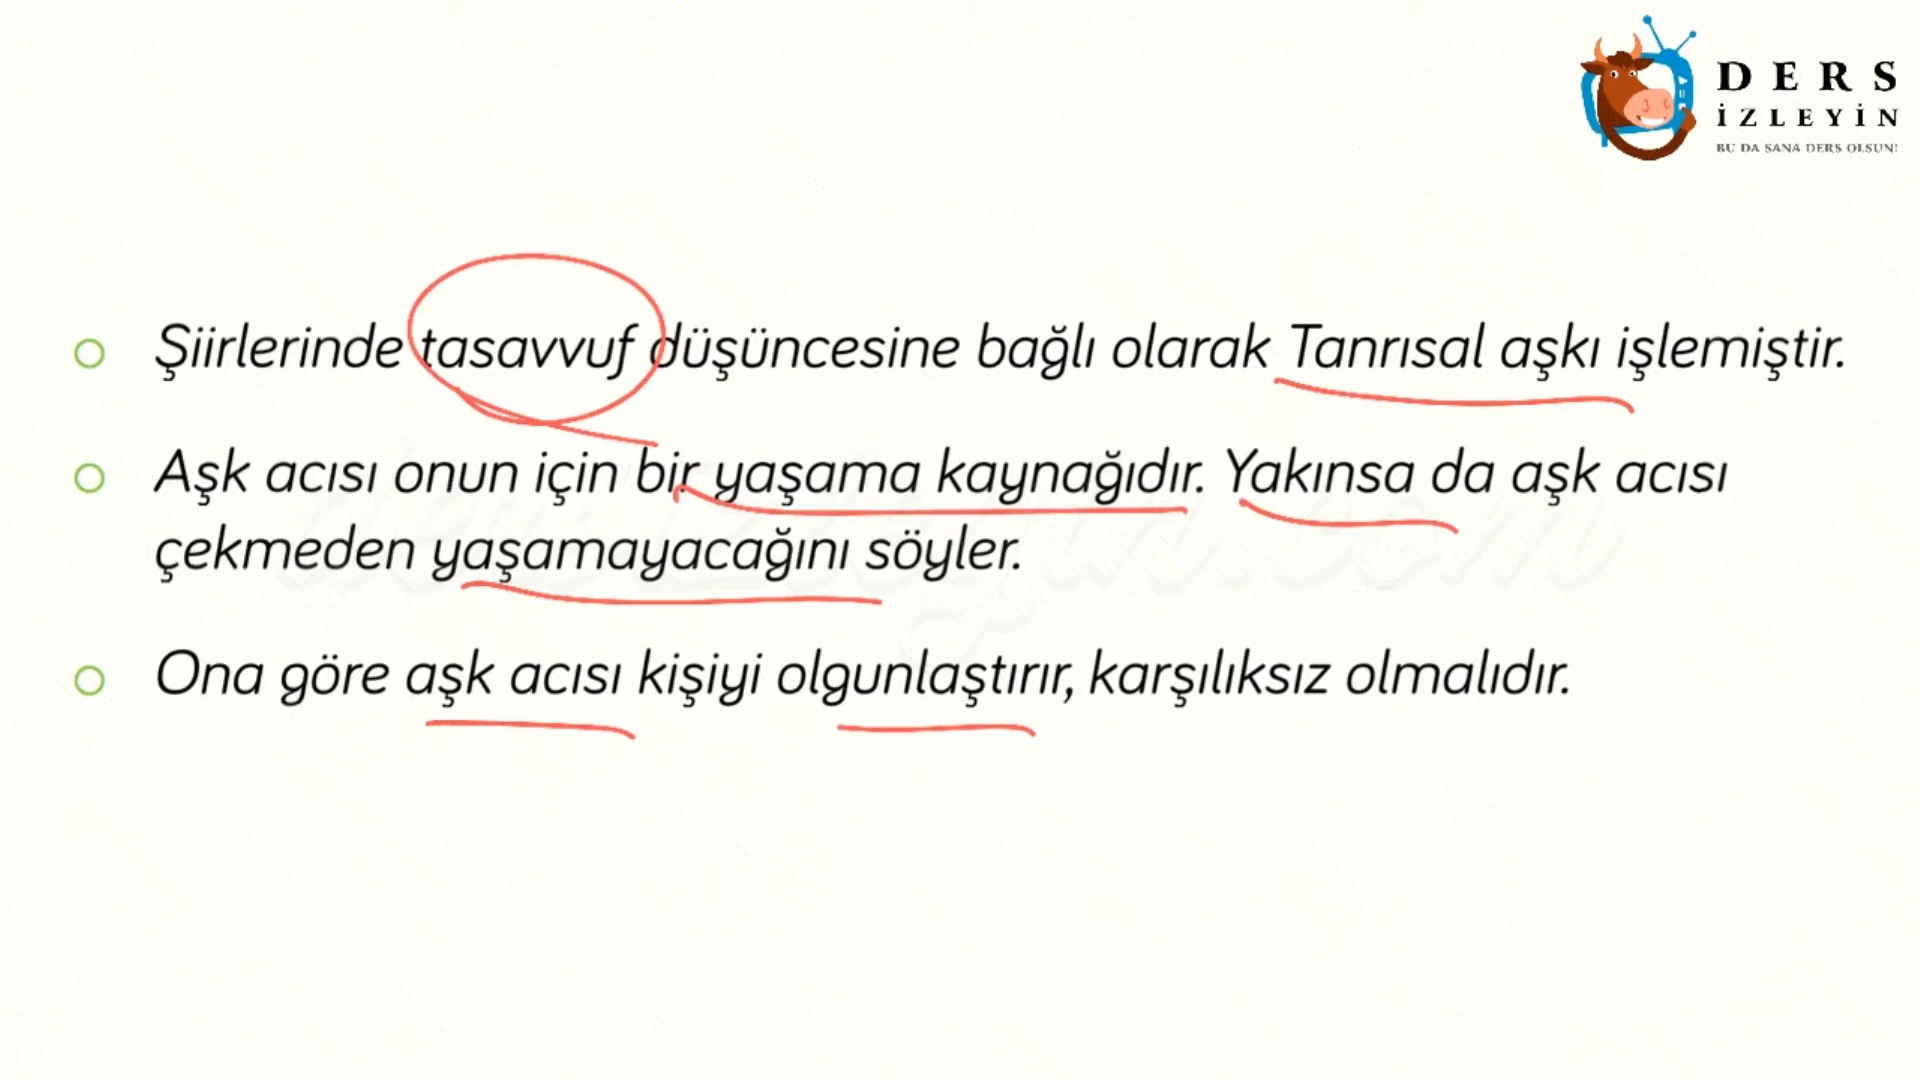 DERS
İZLEYİN
BU DA SANA DERS OLSUN!
Şiirlerinde tasavvuf düşüncesine bağlı olarak Tanrısal aşkı işlemiştir.
Aşk acısı onun için bir yaşama kaynağıdır. Yakınsa da aşk acısı
çekmeden yaşamayacağını söyler.
Ona göre aşk acısı kişiyi olgunlaştırır, karşılıksız olmalıdır.